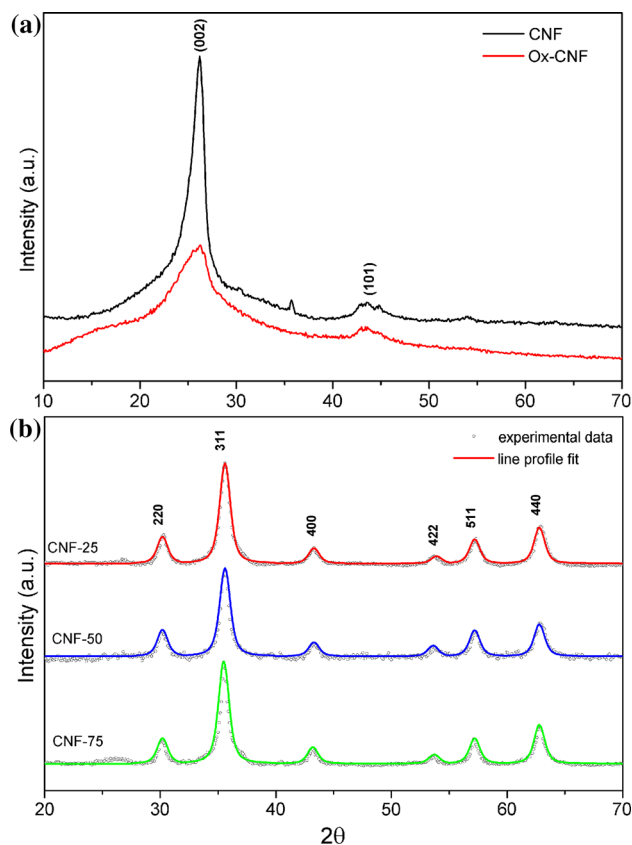 (a)
(002)
CNF
Ox-CNF
(101)
Intensity (a.u.)
10 20 30 40 50 60 70
(b)
311
experimental data
line profile fit
220
400
422
511
440
CNF-25
CNF-50
CNF-75
Intensity (a.u.)
20 30 40 50 60 70
2θ